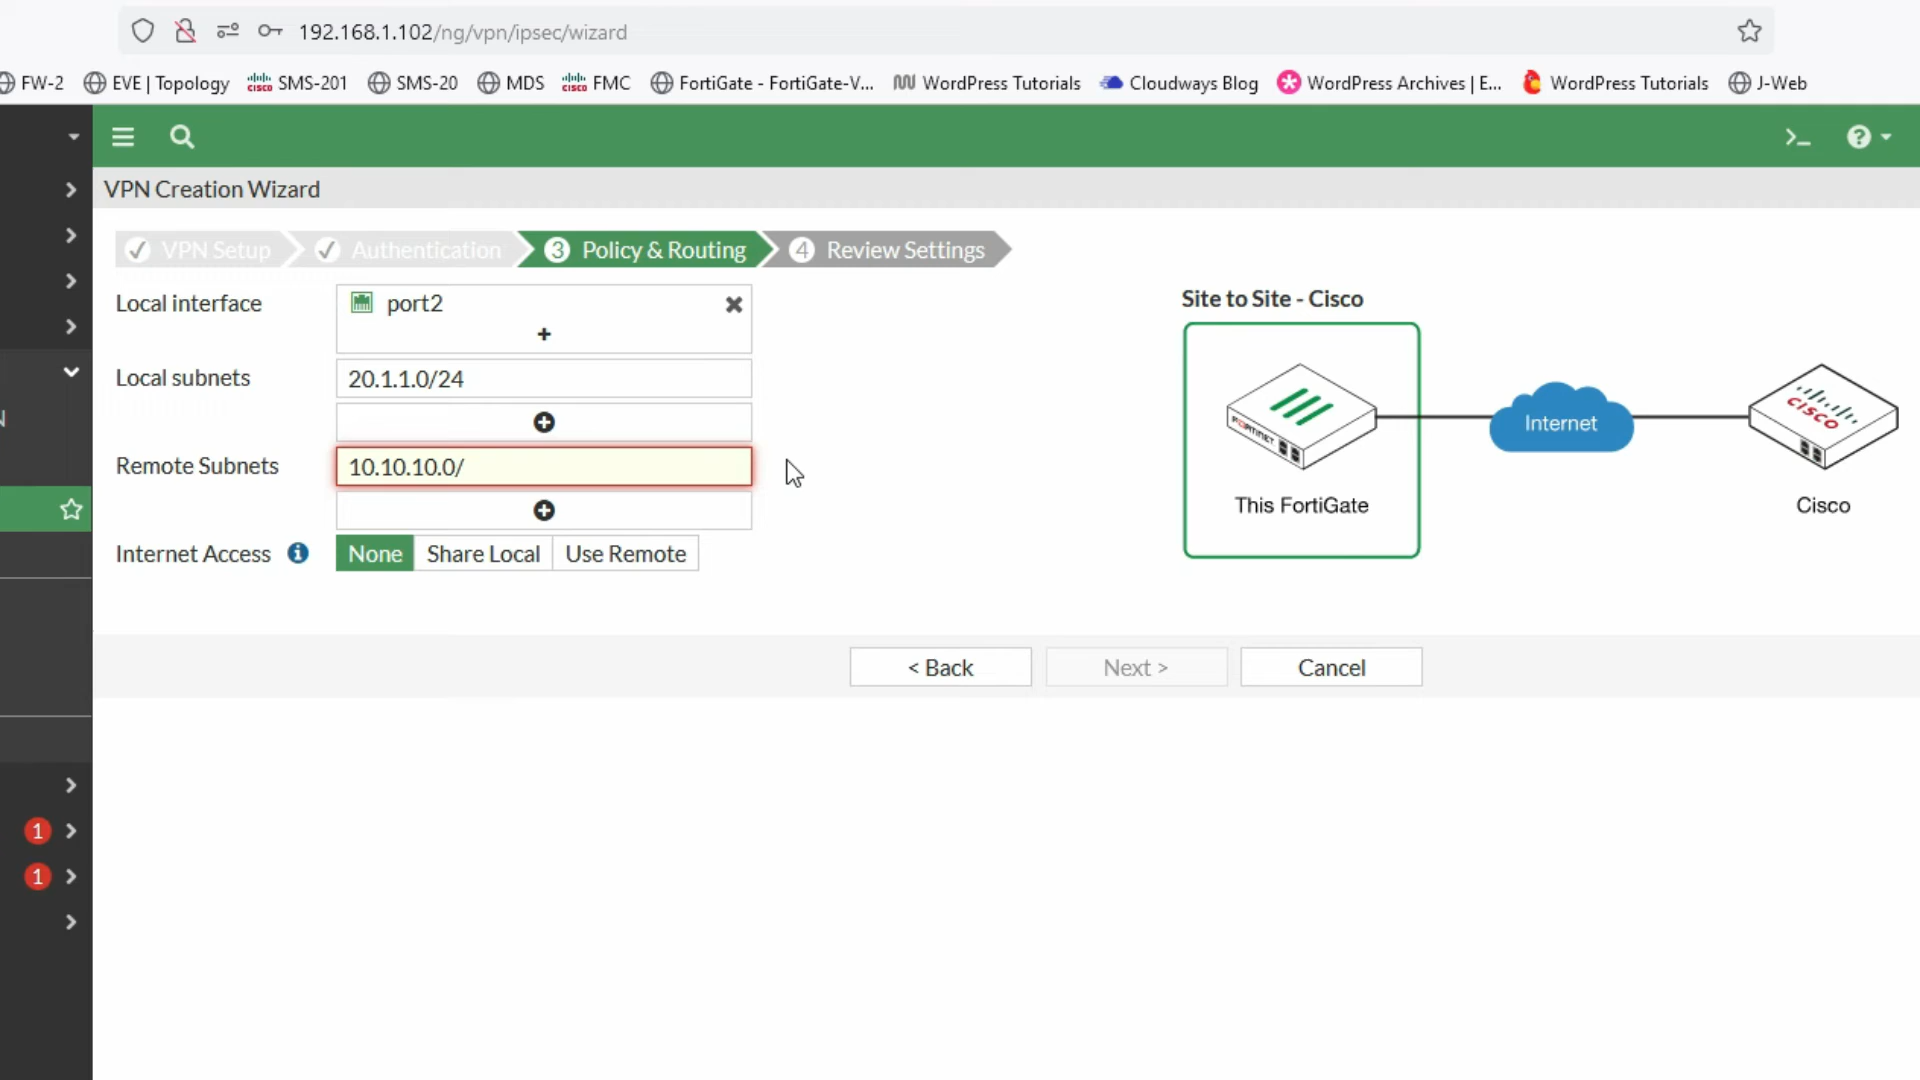 192.168.1.102/ng/vpn/ipsec/wizard
FW-2 EVE | Topology SMS-201 SMS-20 MDS FMC FortiGate - FortiGate-V... WordPress Tutorials Cloudways Blog WordPress Archives | E... WordPress Tutorials J-Web
VPN Creation Wizard
VPN Setup Authentication 3 Policy & Routing 4 Review Settings
Local interface port2
Local subnets 20.1.1.0/24
Remote Subnets 10.10.10.0/
Internet Access None Share Local Use Remote
Site to Site - Cisco
FORTINET Internet CISCO
This FortiGate Cisco
< Back Next > Cancel
N
1
1